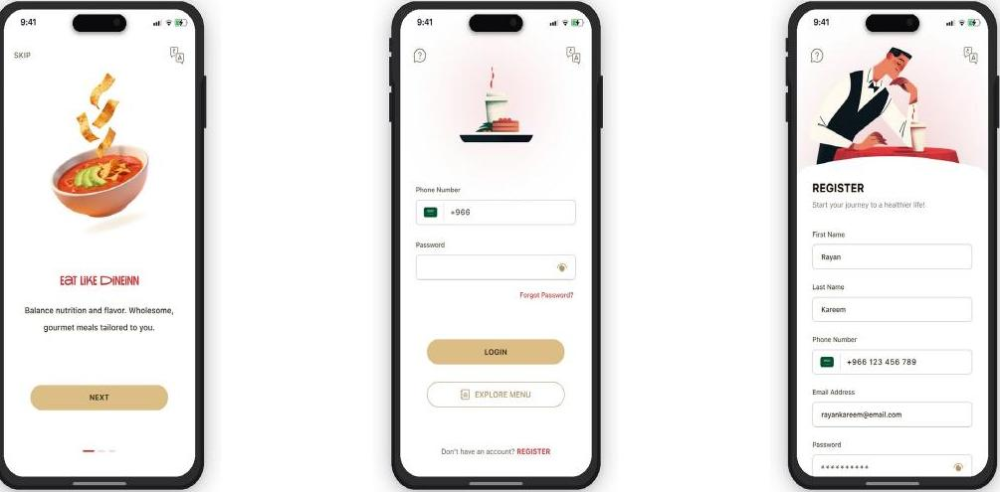 9:41
SKIP
EAT LIKE DINEINN
Balance nutrition and flavor. Wholesome,
gourmet meals tailored to you.
NEXT
9:41
Phone Number
+966
Password
Forgot Password?
LOGIN
EXPLORE MENU
Don't have an account? REGISTER
9:41
REGISTER
Start your journey to a healthier life!
First Name
Rayan
Last Name
Kareem
Phone Number
+966 123 456 789
Email Address
rayankareem@email.com
Password
**********